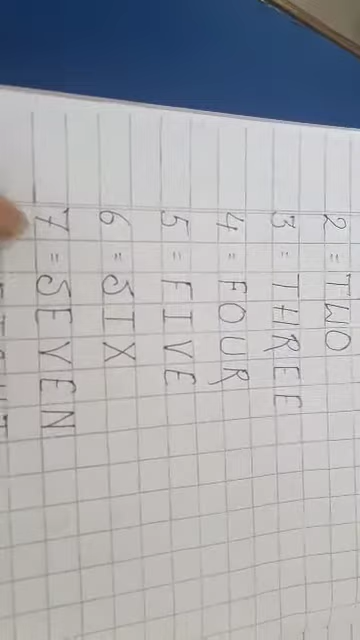 2 = TWO
3 = THREE
4 = FOUR
5 = FIVE
6 = SIX
7 = SEVEN